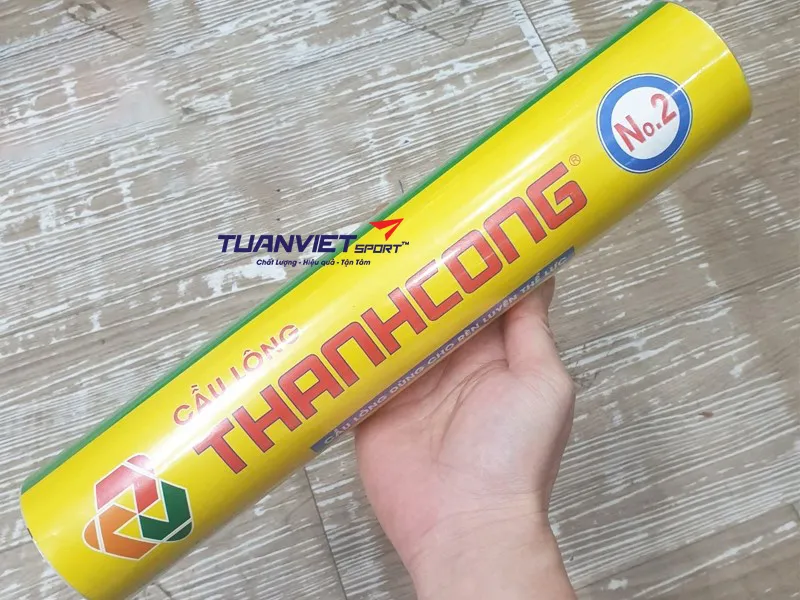 No.2
TUANVIET SPORT™
Chất Lượng - Hiệu quả - Tận Tâm
CẦU LÔNG
THANHCONG®
CẦU LÔNG DÙNG CHO RÈN LUYỆN THỂ LỰC